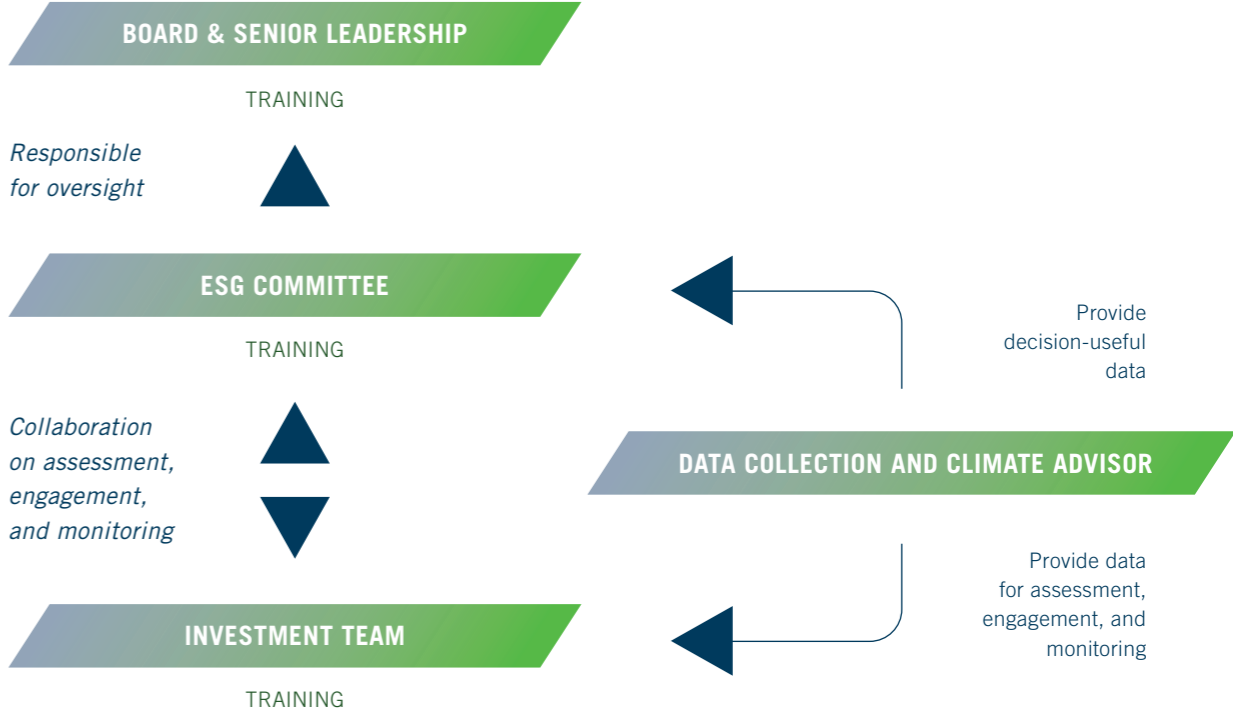 BOARD & SENIOR LEADERSHIP
TRAINING
Responsible
for oversight
ESG COMMITTEE
TRAINING
Provide
decision-useful
data
Collaboration
on assessment,
engagement,
and monitoring
DATA COLLECTION AND CLIMATE ADVISOR
Provide data
for assessment,
engagement, and
monitoring
INVESTMENT TEAM
TRAINING